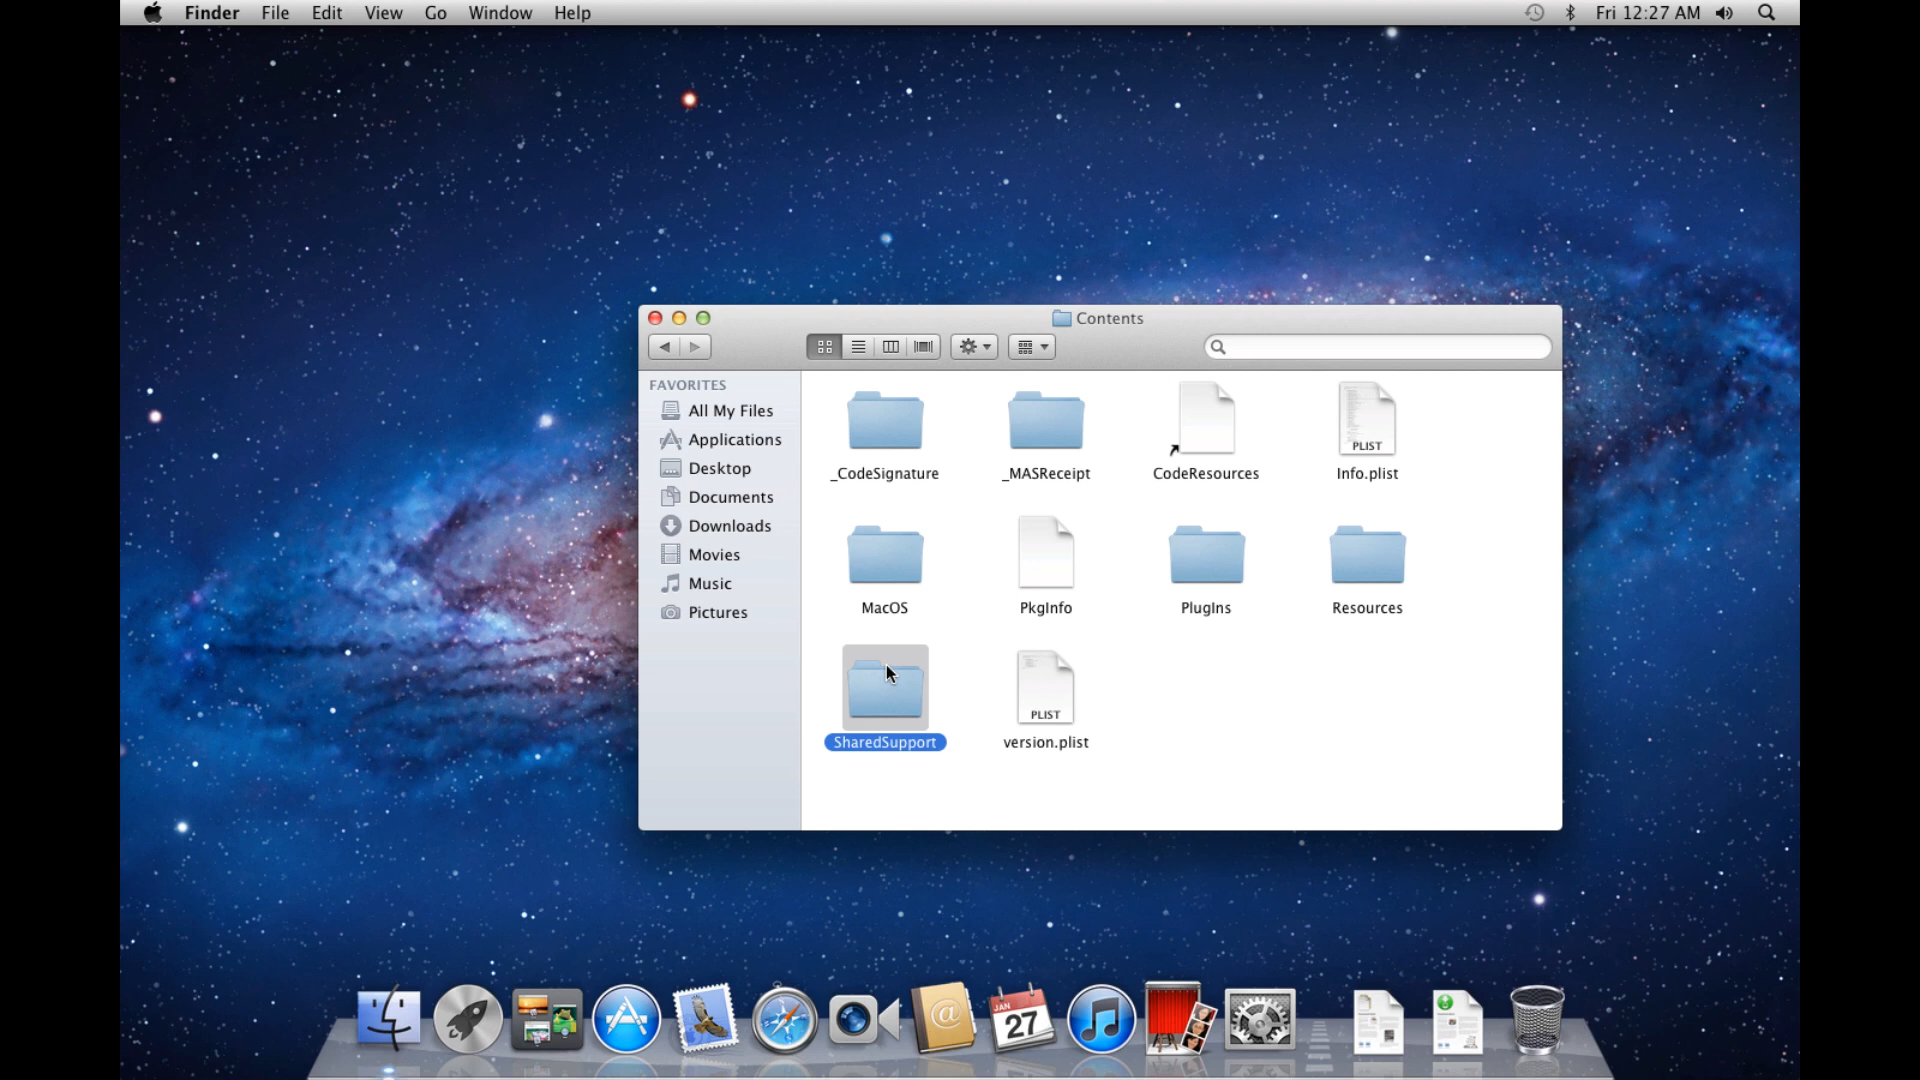 Finder File Edit View Go Window Help Fri 12:27 AM
Contents
FAVORITES
All My Files
Applications
Desktop
Documents
Downloads
Movies
Music
Pictures
_CodeSignature _MASReceipt CodeResources Info.plist
PLIST
MacOS PkgInfo PlugIns Resources
SharedSupport version.plist
PLIST
JAN
27
@